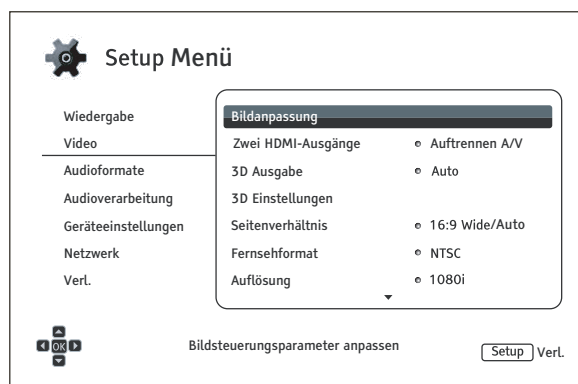 Setup Menü
Wiedergabe
Video
Audioformate
Audioverarbeitung
Geräteeinstellungen
Netzwerk
Verl.
Bildanpassung
Zwei HDMI-Ausgänge Auftrennen A/V
3D Ausgabe Auto
3D Einstellungen
Seitenverhältnis 16:9 Wide/Auto
Fernsehformat NTSC
Auflösung 1080i
OK
Bildsteuerungsparameter anpassen
Setup Verl.